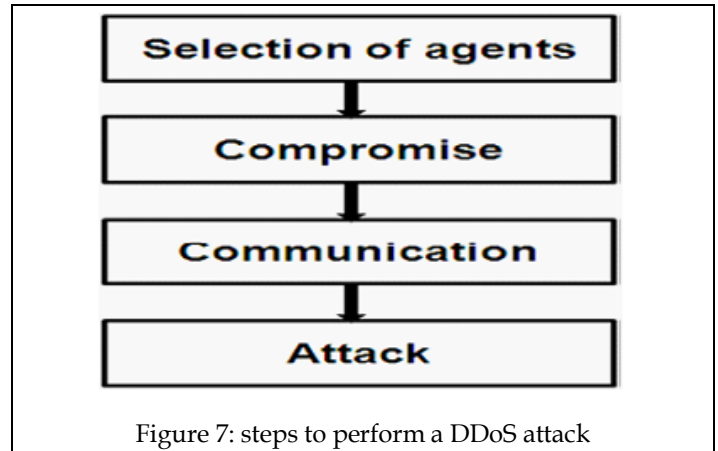 Selection of agents
Compromise
Communication
Attack
Figure 7: steps to perform a DDoS attack